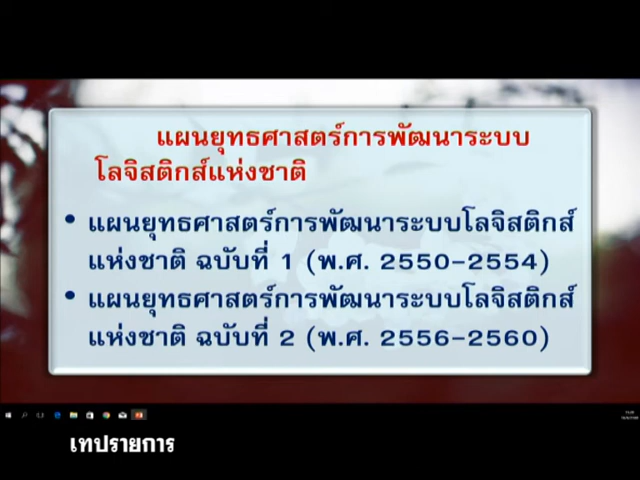 แผนยุทธศาสตร์การพัฒนาระบบ
โลจิสติกส์แห่งชาติ
• แผนยุทธศาสตร์การพัฒนาระบบโลจิสติกส์
แห่งชาติ ฉบับที่ 1 (พ.ศ. 2550-2554)
• แผนยุทธศาสตร์การพัฒนาระบบโลจิสติกส์
แห่งชาติ ฉบับที่ 2 (พ.ศ. 2556-2560)
เทปรายการ